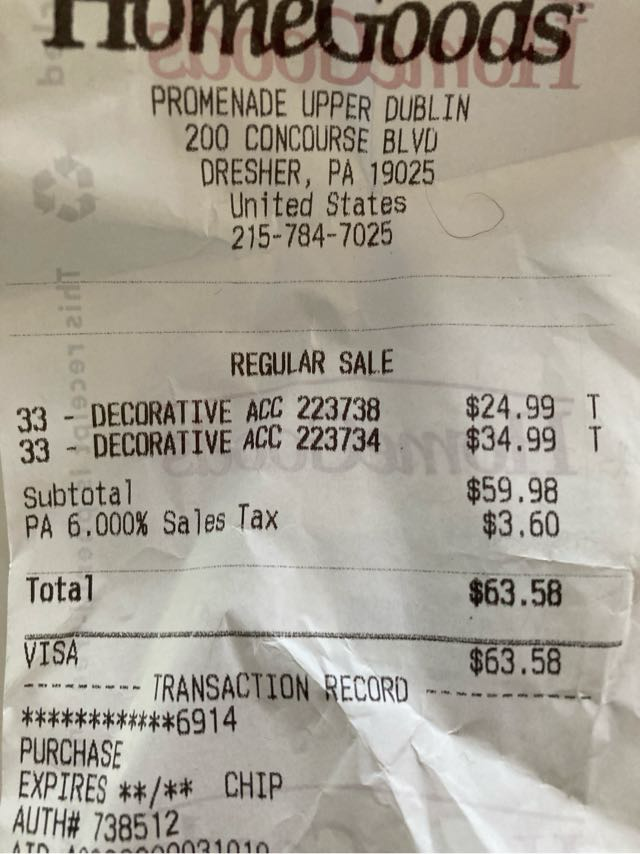 HomeGoods
PROMENADE UPPER DUBLIN
200 CONCOURSE BLVD
DRESHER, PA 19025
United States
215-784-7025
REGULAR SALE
33 - DECORATIVE ACC 223738 $24.99 T
33 - DECORATIVE ACC 223734 $34.99 T
Subtotal $59.98
PA 6.000% Sales Tax $3.60
Total $63.58
VISA $63.58
------- TRANSACTION RECORD ----------
************6914
PURCHASE
EXPIRES **/** CHIP
AUTH# 738512